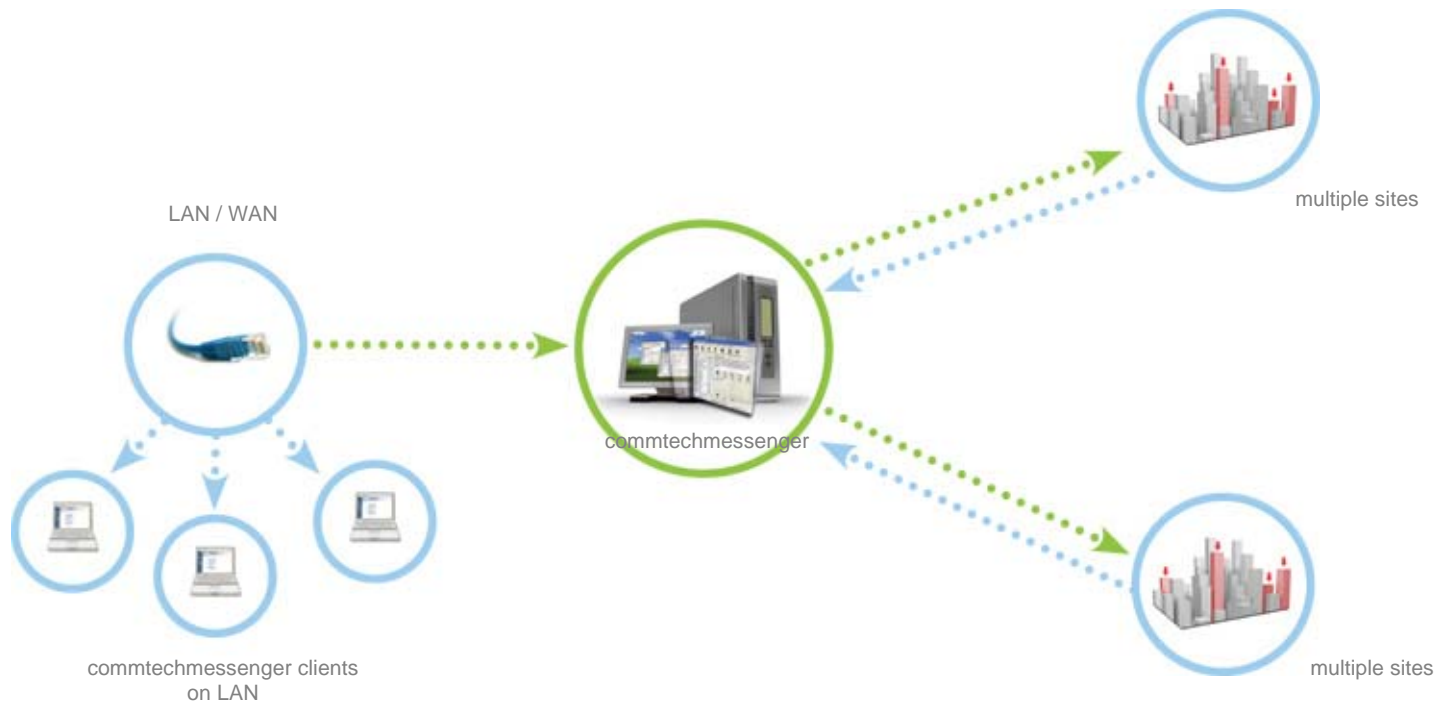 multiple sites
LAN / WAN
commtechmessenger
multiple sites
commtechmessenger clients
on LAN